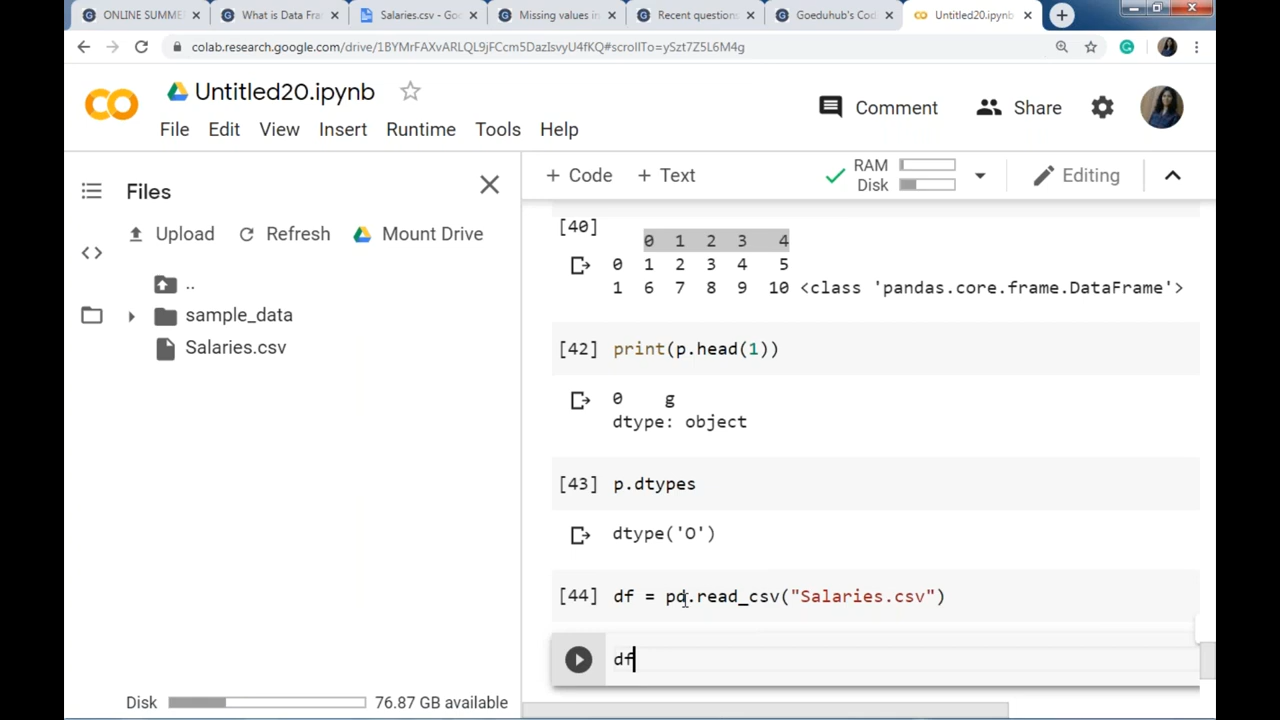 ONLINE SUMME
What is Data Fra
Salaries.csv - Go
Missing values in
Recent questions
Goeduhub's Cod
Untitled20.ipynb
colab.research.google.com/drive/1BYMrFAXvARLQL9jFCcm5DazIsvyU4fKQ#scrollTo=ySzt7Z5L6M4g
CO Untitled20.ipynb
Comment Share
File Edit View Insert Runtime Tools Help
Files
+ Code + Text RAM Disk Editing
Upload Refresh Mount Drive
..
sample_data
Salaries.csv
[40]
0 1 2 3 4
0 1 2 3 4 5
1 6 7 8 9 10 <class 'pandas.core.frame.DataFrame'>
[42] print(p.head(1))
0 g
dtype: object
[43] p.dtypes
dtype('O')
[44] df = pd.read_csv("Salaries.csv")
df
Disk 76.87 GB available